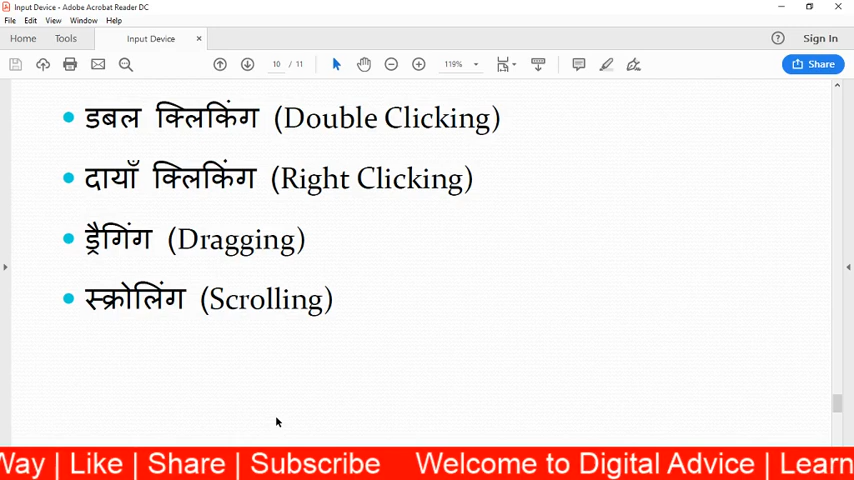 Input Device - Adobe Acrobat Reader DC
File Edit View Window Help
Home Tools Input Device × Sign In
10 / 11 119% Share
• डबल क्लिकिंग (Double Clicking)
• दायाँ क्लिकिंग (Right Clicking)
• ड्रैगिंग (Dragging)
• स्क्रोलिंग (Scrolling)
Way | Like | Share | Subscribe Welcome to Digital Advice | Learn